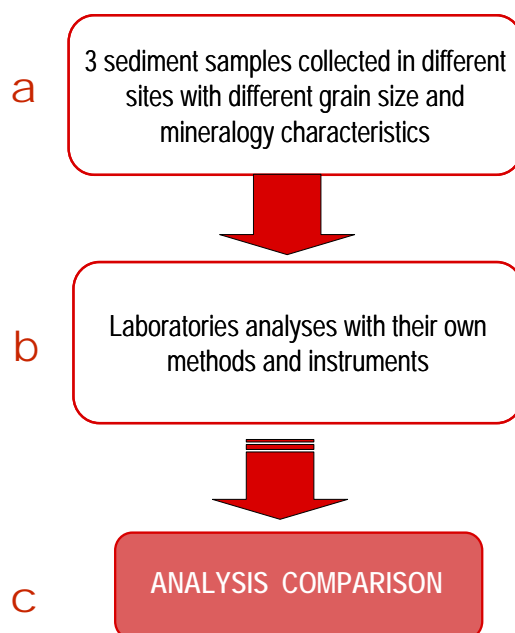 a
3 sediment samples collected in different
sites with different grain size and
mineralogy characteristics
b
Laboratories analyses with their own
methods and instruments
c
ANALYSIS COMPARISON